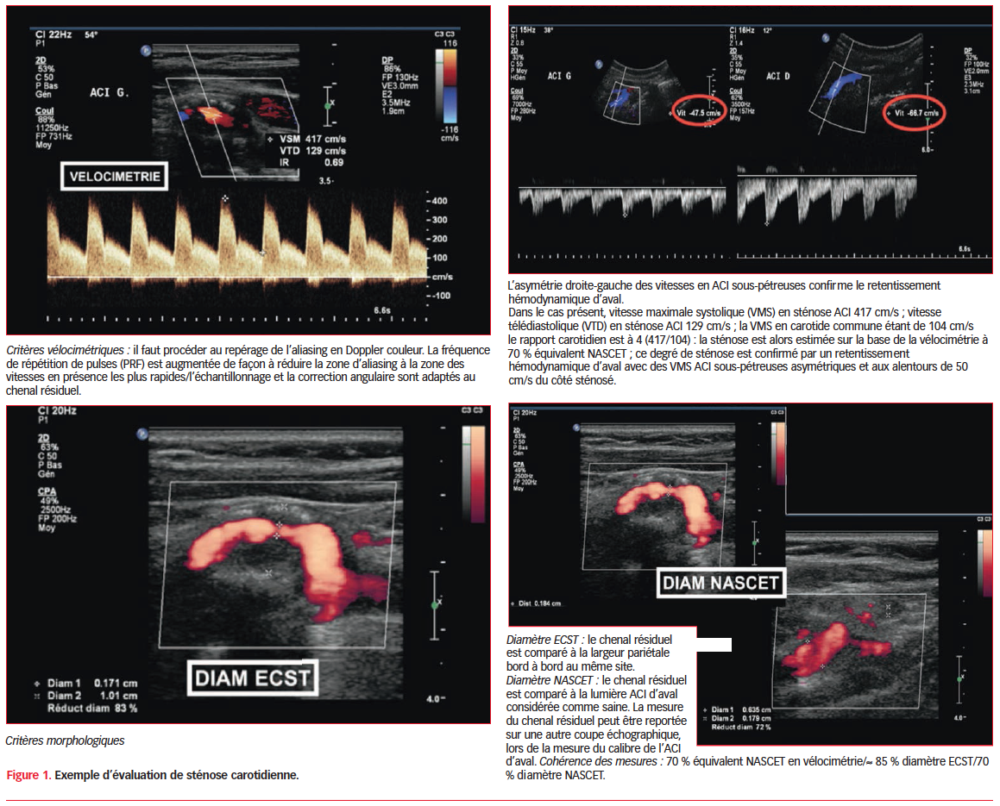 CI 22Hz 54°
P1
2D
53%
C 50
P Bas
Gén
Coul
88%
11250Hz
FP 731Hz
Moy
ACI G.
C3 C3
116
-116
cm/s
DP
86%
FP 130Hz
VE3.0mm
E2
3.5MHz
1.9cm
x
VSM 417 cm/s
VTD 129 cm/s
IR 0.69
3.5-
VELOCIMETRIE
400
300
200
100
cm/s
-100
6.6s
Critères vélocimétriques : il faut procéder au repérage de l'aliasing en Doppler couleur. La fréquence
de répétition de pulses (PRF) est augmentée de façon à réduire la zone d'aliasing à la zone des
vitesses en présence les plus rapides/l'échantillonnage et la correction angulaire sont adaptés au
chenal résiduel.
CI 15Hz 38°
R1
Z 0.8
2D
33%
C 55
P Moy
H&G
Coul
69%
7000Hz
FP 280Hz
Moy
ACI G
Vit -47.5 cm/s
CI 16Hz 12°
R1
Z 1.4
2D
35%
C 55
P Moy
H&G
Coul
62%
3500Hz
FP 157Hz
Moy
ACI D
Vit -66.7 cm/s
6.0-
DP
32%
FP 100Hz
VE2.0mm
E3
2.3MHz
3.1cm
6.6s
L'asymétrie droite-gauche des vitesses en ACI sous-pétreuses confirme le retentissement
hémodynamique d'aval.
Dans le cas présent, vitesse maximale systolique (VMS) en sténose ACI 417 cm/s ; vitesse
télédiastolique (VTD) en sténose ACI 129 cm/s ; la VMS en carotide commune étant de 104 cm/s
le rapport carotidien est à 4 (417/104) : la sténose est alors estimée sur la base de la vélocimétrie à
70 % équivalent NASCET ; ce degré de sténose est confirmé par un retentissement
hémodynamique d'aval avec des VMS ACI sous-pétreuses asymétriques et aux alentours de 50
cm/s du côté sténosé.
CI 20Hz
P1
2D
63%
C 50
P Bas
Gén
CPA
49%
2500Hz
FP 200Hz
Moy
C3 C3
x
DIAM ECST
Diam 1 0.171 cm
Diam 2 1.01 cm
Réduct diam 83 %
4.0-
Critères morphologiques
CI 20Hz
P1
2D
63%
C 50
P Bas
Gén
CPA
49%
2500Hz
FP 200Hz
Moy
C3 C3
x
Dist 0.184 cm
DIAM NASCET
C3 C3
x
Diam 1 0.635 cm
Diam 2 0.179 cm
Réduct diam 72 %
4.0-
Diamètre ECST : le chenal résiduel
est comparé à la largeur pariétale
bord à bord au même site.
Diamètre NASCET : le chenal résiduel
est comparé à la lumière ACI d'aval
considérée comme saine. La mesure
du chenal résiduel peut être reportée
sur une autre coupe échographique,
lors de la mesure du calibre de l'ACI
d'aval. Cohérence des mesures : 70 % équivalent NASCET en vélocimétrie/≈ 85 % diamètre ECST/70
% diamètre NASCET.
Figure 1. Exemple d'évaluation de sténose carotidienne.